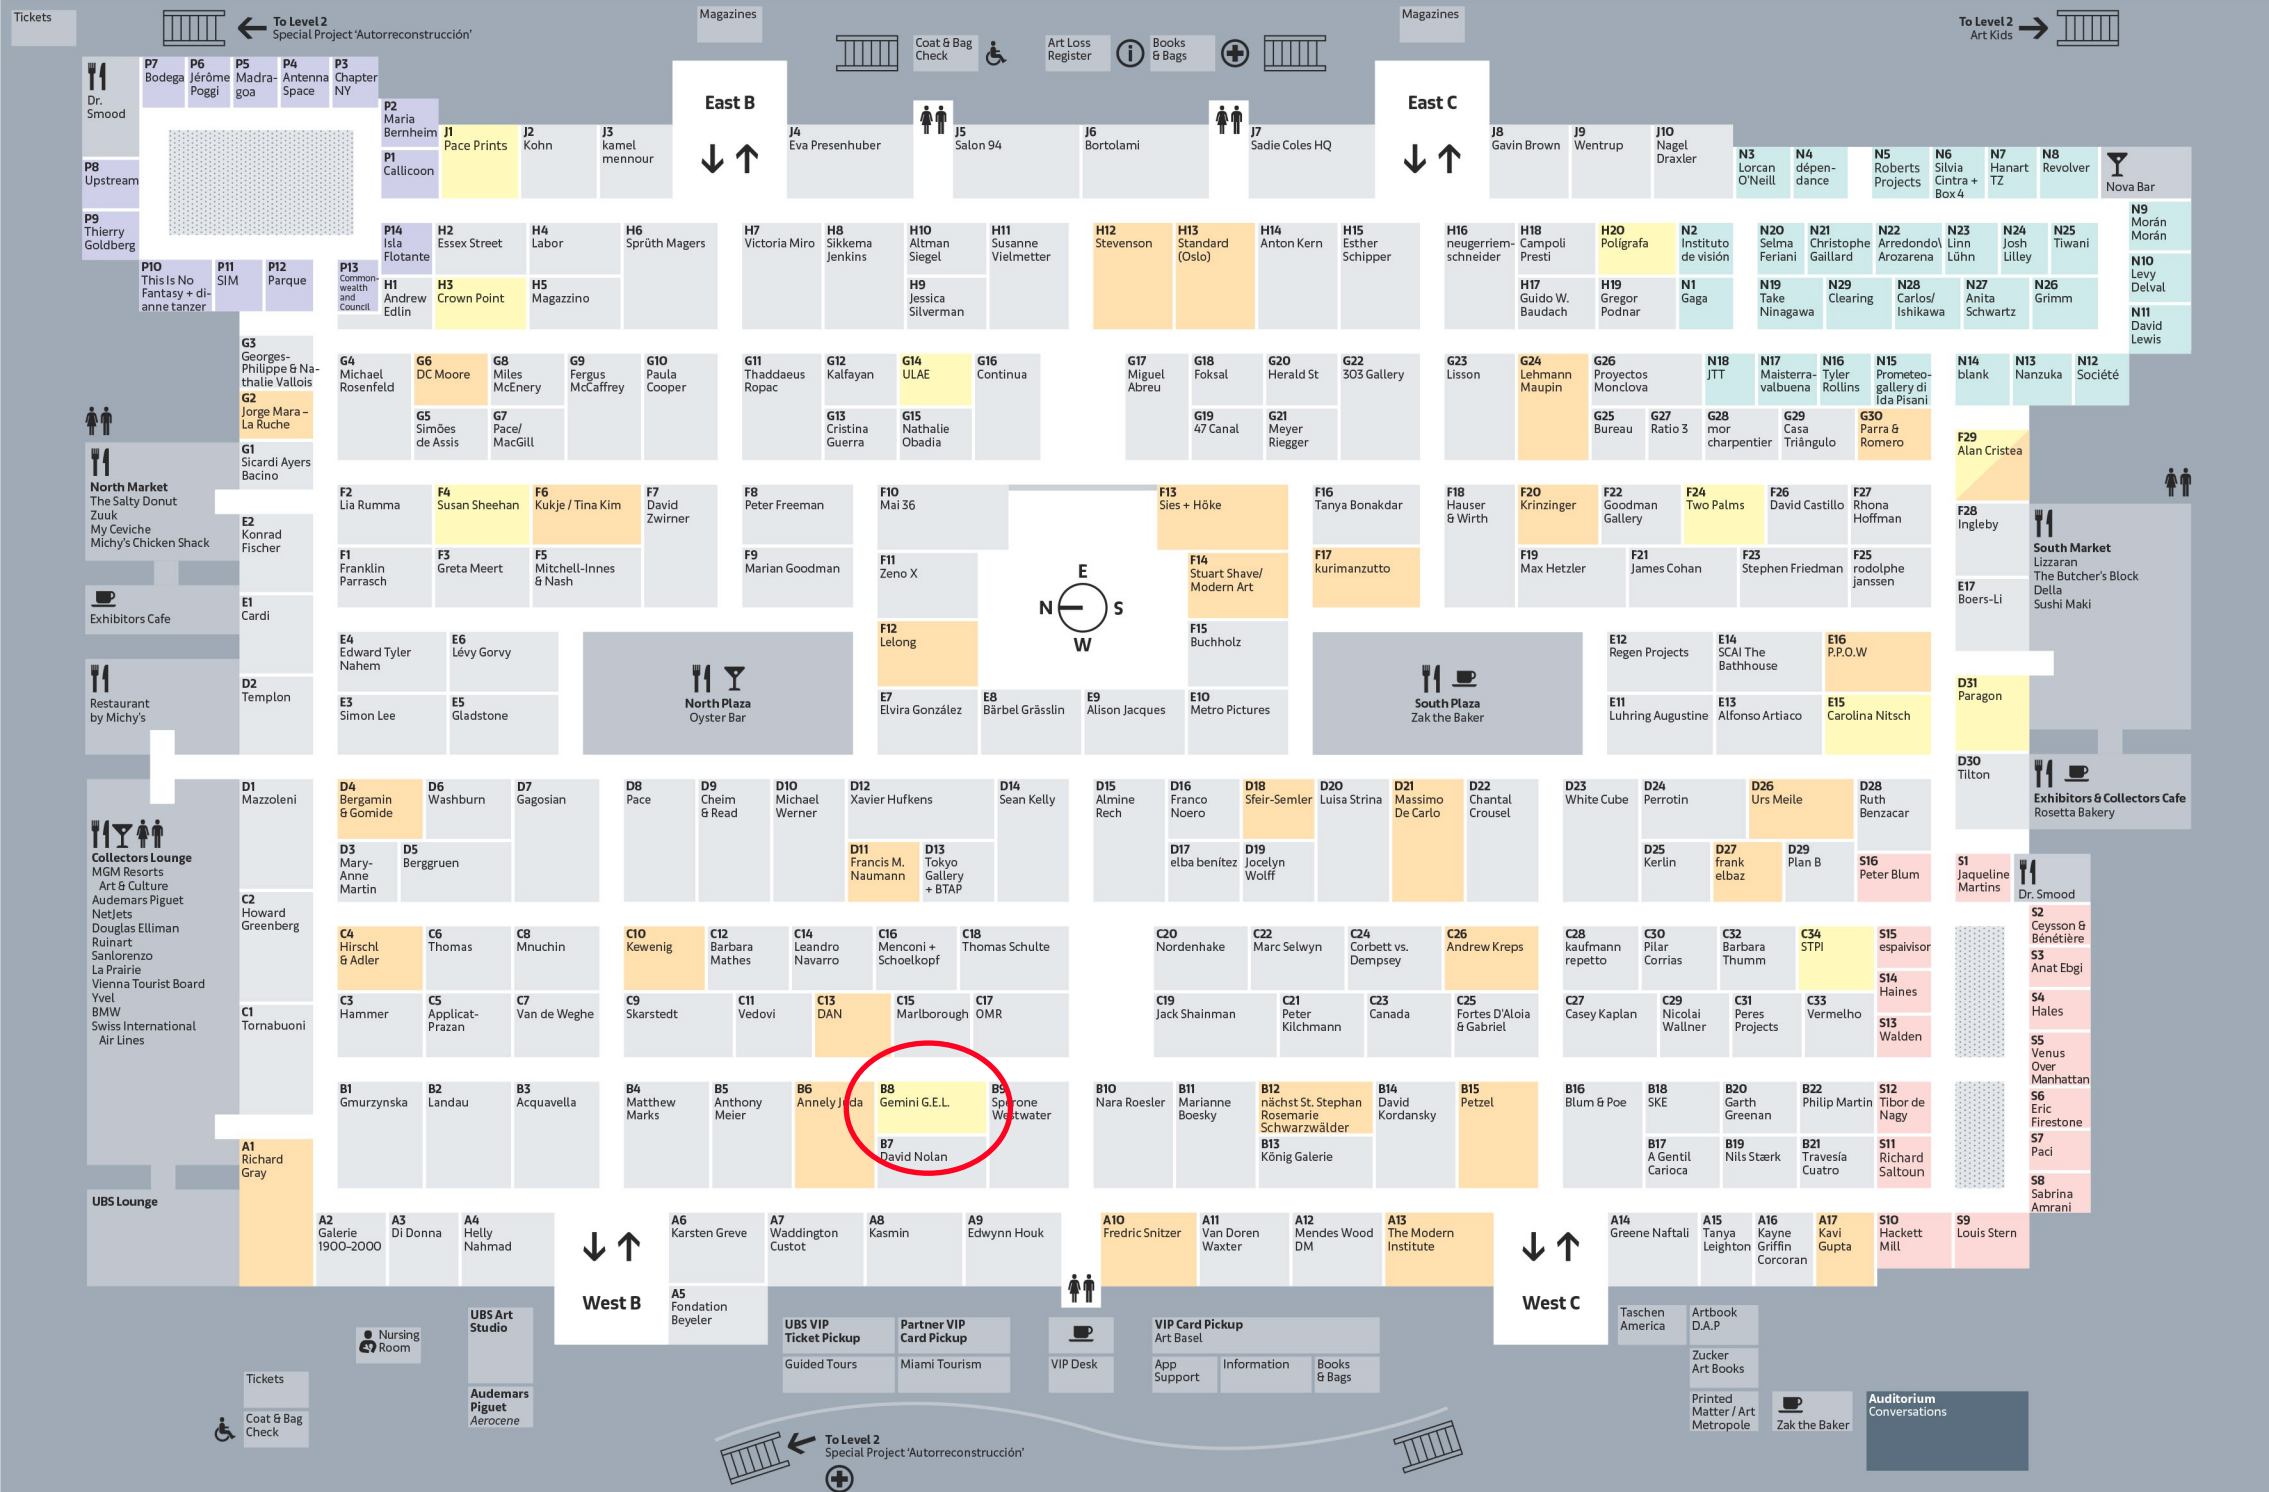 Tickets
To Level 2
Special Project ‘Autorreconstrucción’
Magazines
Coat & Bag
Check
Art Loss
Register
Books
& Bags
Magazines
To Level 2
Art Kids
Dr.
Smood
P7
Bodega
P6
Jérôme
Poggi
P5
Madra-
goa
P4
Antenna
Space
P3
Chapter
NY
P2
Maria
Bernheim
P1
Callicoon
P8
Upstream
P9
Thierry
Goldberg
P10
This Is No
Fantasy + di-
anne tanzer
P11
SIM
P12
Parque
P13
Common-
wealth
and
Council
P14
Isla
Flotante
East B
East C
J1
Pace Prints
J2
Kohn
J3
kamel
mennour
J4
Eva Presenhuber
J5
Salon 94
J6
Bortolami
J7
Sadie Coles HQ
J8
Gavin Brown
J9
Wentrup
J10
Nagel
Draxler
N3
Lorcan
O'Neill
N4
dépen-
dance
N5
Roberts
Projects
N6
Silvia
Cintra +
Box 4
N7
Hanart
TZ
N8
Revolver
Nova Bar
N9
Morán
Morán
N10
Levy
Delval
N11
David
Lewis
H2
Essex Street
H4
Labor
H6
Sprüth Magers
H1
Andrew
Edlin
H3
Crown Point
H5
Magazzino
H7
Victoria Miro
H8
Sikkema
Jenkins
H10
Altman
Siegel
H11
Susanne
Vielmetter
H9
Jessica
Silverman
H12
Stevenson
H13
Standard
(Oslo)
H14
Anton Kern
H15
Esther
Schipper
H16
neugerriem-
schneider
H18
Campoli
Presti
H20
Polígrafa
H17
Guido W.
Baudach
H19
Gregor
Podnar
N2
Instituto
de visión
N1
Gaga
N20
Selma
Feriani
N21
Christophe
Gaillard
N22
Arredondo\
Arozarena
N23
Linn
Lühn
N24
Josh
Lilley
N25
Tiwani
N19
Take
Ninagawa
N29
Clearing
N28
Carlos/
Ishikawa
N27
Anita
Schwartz
N26
Grimm
G3
Georges-
Philippe & Na-
thalie Vallois
G2
Jorge Mara –
La Ruche
G1
Sicardi Ayers
Bacino
G4
Michael
Rosenfeld
G6
DC Moore
G8
Miles
McEnery
G9
Fergus
McCaffrey
G10
Paula
Cooper
G5
Simões
de Assis
G7
Pace/
MacGill
G11
Thaddaeus
Ropac
G12
Kalfayan
G14
ULAE
G16
Continua
G13
Cristina
Guerra
G15
Nathalie
Obadia
G17
Miguel
Abreu
G18
Foksal
G20
Herald St
G22
303 Gallery
G19
47 Canal
G21
Meyer
Riegger
G23
Lisson
G24
Lehmann
Maupin
G26
Proyectos
Monclova
G25
Bureau
G27
Ratio 3
G28
mor
charpentier
G29
Casa
Triângulo
G30
Parra &
Romero
N18
JTT
N17
Maisterra-
valbuena
N16
Tyler
Rollins
N15
Prometeo-
gallery di
Ida Pisani
N14
blank
N13
Nanzuka
N12
Société
North Market
The Salty Donut
Zuuk
My Ceviche
Michy's Chicken Shack
Exhibitors Cafe
Restaurant
by Michy's
E2
Konrad
Fischer
E1
Cardi
D2
Templon
F2
Lia Rumma
F4
Susan Sheehan
F6
Kukje / Tina Kim
F7
David
Zwirner
F1
Franklin
Parrasch
F3
Greta Meert
F5
Mitchell-Innes
& Nash
F8
Peter Freeman
F9
Marian Goodman
F10
Mai 36
F11
Zeno X
F12
Lelong
F13
Sies + Höke
F14
Stuart Shave/
Modern Art
F15
Buchholz
E
N
S
W
F16
Tanya Bonakdar
F17
kurimanzutto
F18
Hauser
& Wirth
F20
Krinzinger
F22
Goodman
Gallery
F24
Two Palms
F26
David Castillo
F27
Rhona
Hoffman
F19
Max Hetzler
F21
James Cohan
F23
Stephen Friedman
F25
rodolphe
janssen
F29
Alan Cristea
F28
Ingleby
E17
Boers-Li
South Market
Lizzaran
The Butcher's Block
Della
Sushi Maki
E4
Edward Tyler
Nahem
E6
Lévy Gorvy
E3
Simon Lee
E5
Gladstone
North Plaza
Oyster Bar
E7
Elvira González
E8
Bärbel Grässlin
E9
Alison Jacques
E10
Metro Pictures
South Plaza
Zak the Baker
E12
Regen Projects
E14
SCAI The
Bathhouse
E16
P.P.O.W
E11
Luhring Augustine
E13
Alfonso Artiaco
E15
Carolina Nitsch
D31
Paragon
D30
Tilton
Exhibitors & Collectors Cafe
Rosetta Bakery
Collectors Lounge
MGM Resorts
Art & Culture
Audemars Piguet
NetJets
Douglas Elliman
Ruinart
Sanlorenzo
La Prairie
Vienna Tourist Board
Yvel
BMW
Swiss International
Air Lines
D1
Mazzoleni
C2
Howard
Greenberg
C1
Tornabuoni
D4
Bergamin
& Gomide
D6
Washburn
D7
Gagosian
D3
Mary-
Anne
Martin
D5
Berggruen
D8
Pace
D9
Cheim
& Read
D10
Michael
Werner
D12
Xavier Hufkens
D14
Sean Kelly
D11
Francis M.
Naumann
D13
Tokyo
Gallery
+ BTAP
D15
Almine
Rech
D16
Franco
Noero
D18
Sfeir-Semler
D20
Luisa Strina
D21
Massimo
De Carlo
D22
Chantal
Crousel
D17
elba benítez
D19
Jocelyn
Wolff
D23
White Cube
D24
Perrotin
D26
Urs Meile
D28
Ruth
Benzacar
D25
Kerlin
D27
frank
elbaz
D29
Plan B
S16
Peter Blum
S1
Jaqueline
Martins
Dr. Smood
S2
Ceysson &
Bénétière
S3
Anat Ebgi
S4
Hales
S5
Venus
Over
Manhattan
S6
Eric
Firestone
S7
Paci
S8
Sabrina
Amrani
C4
Hirschl
& Adler
C6
Thomas
C8
Mnuchin
C3
Hammer
C5
Applicat-
Prazan
C7
Van de Weghe
C10
Kewenig
C12
Barbara
Mathes
C14
Leandro
Navarro
C16
Menconi +
Schoelkopf
C18
Thomas Schulte
C9
Skarstedt
C11
Vedovi
C13
DAN
C15
Marlborough
C17
OMR
C20
Nordenhake
C22
Marc Selwyn
C24
Corbett vs.
Dempsey
C26
Andrew Kreps
C19
Jack Shainman
C21
Peter
Kilchmann
C23
Canada
C25
Fortes D'Aloia
& Gabriel
C28
kaufmann
repetto
C30
Pilar
Corrias
C32
Barbara
Thumm
C34
STPI
C27
Casey Kaplan
C29
Nicolai
Wallner
C31
Peres
Projects
C33
Vermelho
S15
espaivisor
S14
Haines
S13
Walden
S12
Tibor de
Nagy
S11
Richard
Saltoun
B1
Gmurzynska
B2
Landau
B3
Acquavella
B4
Matthew
Marks
B5
Anthony
Meier
B6
Annely Juda
B8
Gemini G.E.L.
B7
David Nolan
B9
Sperone
Westwater
B10
Nara Roesler
B11
Marianne
Boesky
B12
nächst St. Stephan
Rosemarie
Schwarzwälder
B13
König Galerie
B14
David
Kordansky
B15
Petzel
B16
Blum & Poe
B18
SKE
B20
Garth
Greenan
B22
Philip Martin
B17
A Gentil
Carioca
B19
Nils Stærk
B21
Travesía
Cuatro
UBS Lounge
A1
Richard
Gray
A2
Galerie
1900–2000
A3
Di Donna
A4
Helly
Nahmad
West B
A6
Karsten Greve
A5
Fondation
Beyeler
A7
Waddington
Custot
A8
Kasmin
A9
Edwynn Houk
A10
Fredric Snitzer
A11
Van Doren
Waxter
A12
Mendes Wood
DM
A13
The Modern
Institute
West C
A14
Greene Naftali
A15
Tanya
Leighton
A16
Kayne
Griffin
Corcoran
A17
Kavi
Gupta
S10
Hackett
Mill
S9
Louis Stern
Nursing
Room
UBS Art
Studio
Audemars
Piguet
Aerocene
Tickets
Coat & Bag
Check
UBS VIP
Ticket Pickup
Partner VIP
Card Pickup
Guided Tours
Miami Tourism
VIP Desk
VIP Card Pickup
Art Basel
App
Support
Information
Books
& Bags
Taschen
America
Artbook
D.A.P
Zucker
Art Books
Printed
Matter / Art
Metropole
Zak the Baker
Auditorium
Conversations
To Level 2
Special Project ‘Autorreconstrucción’